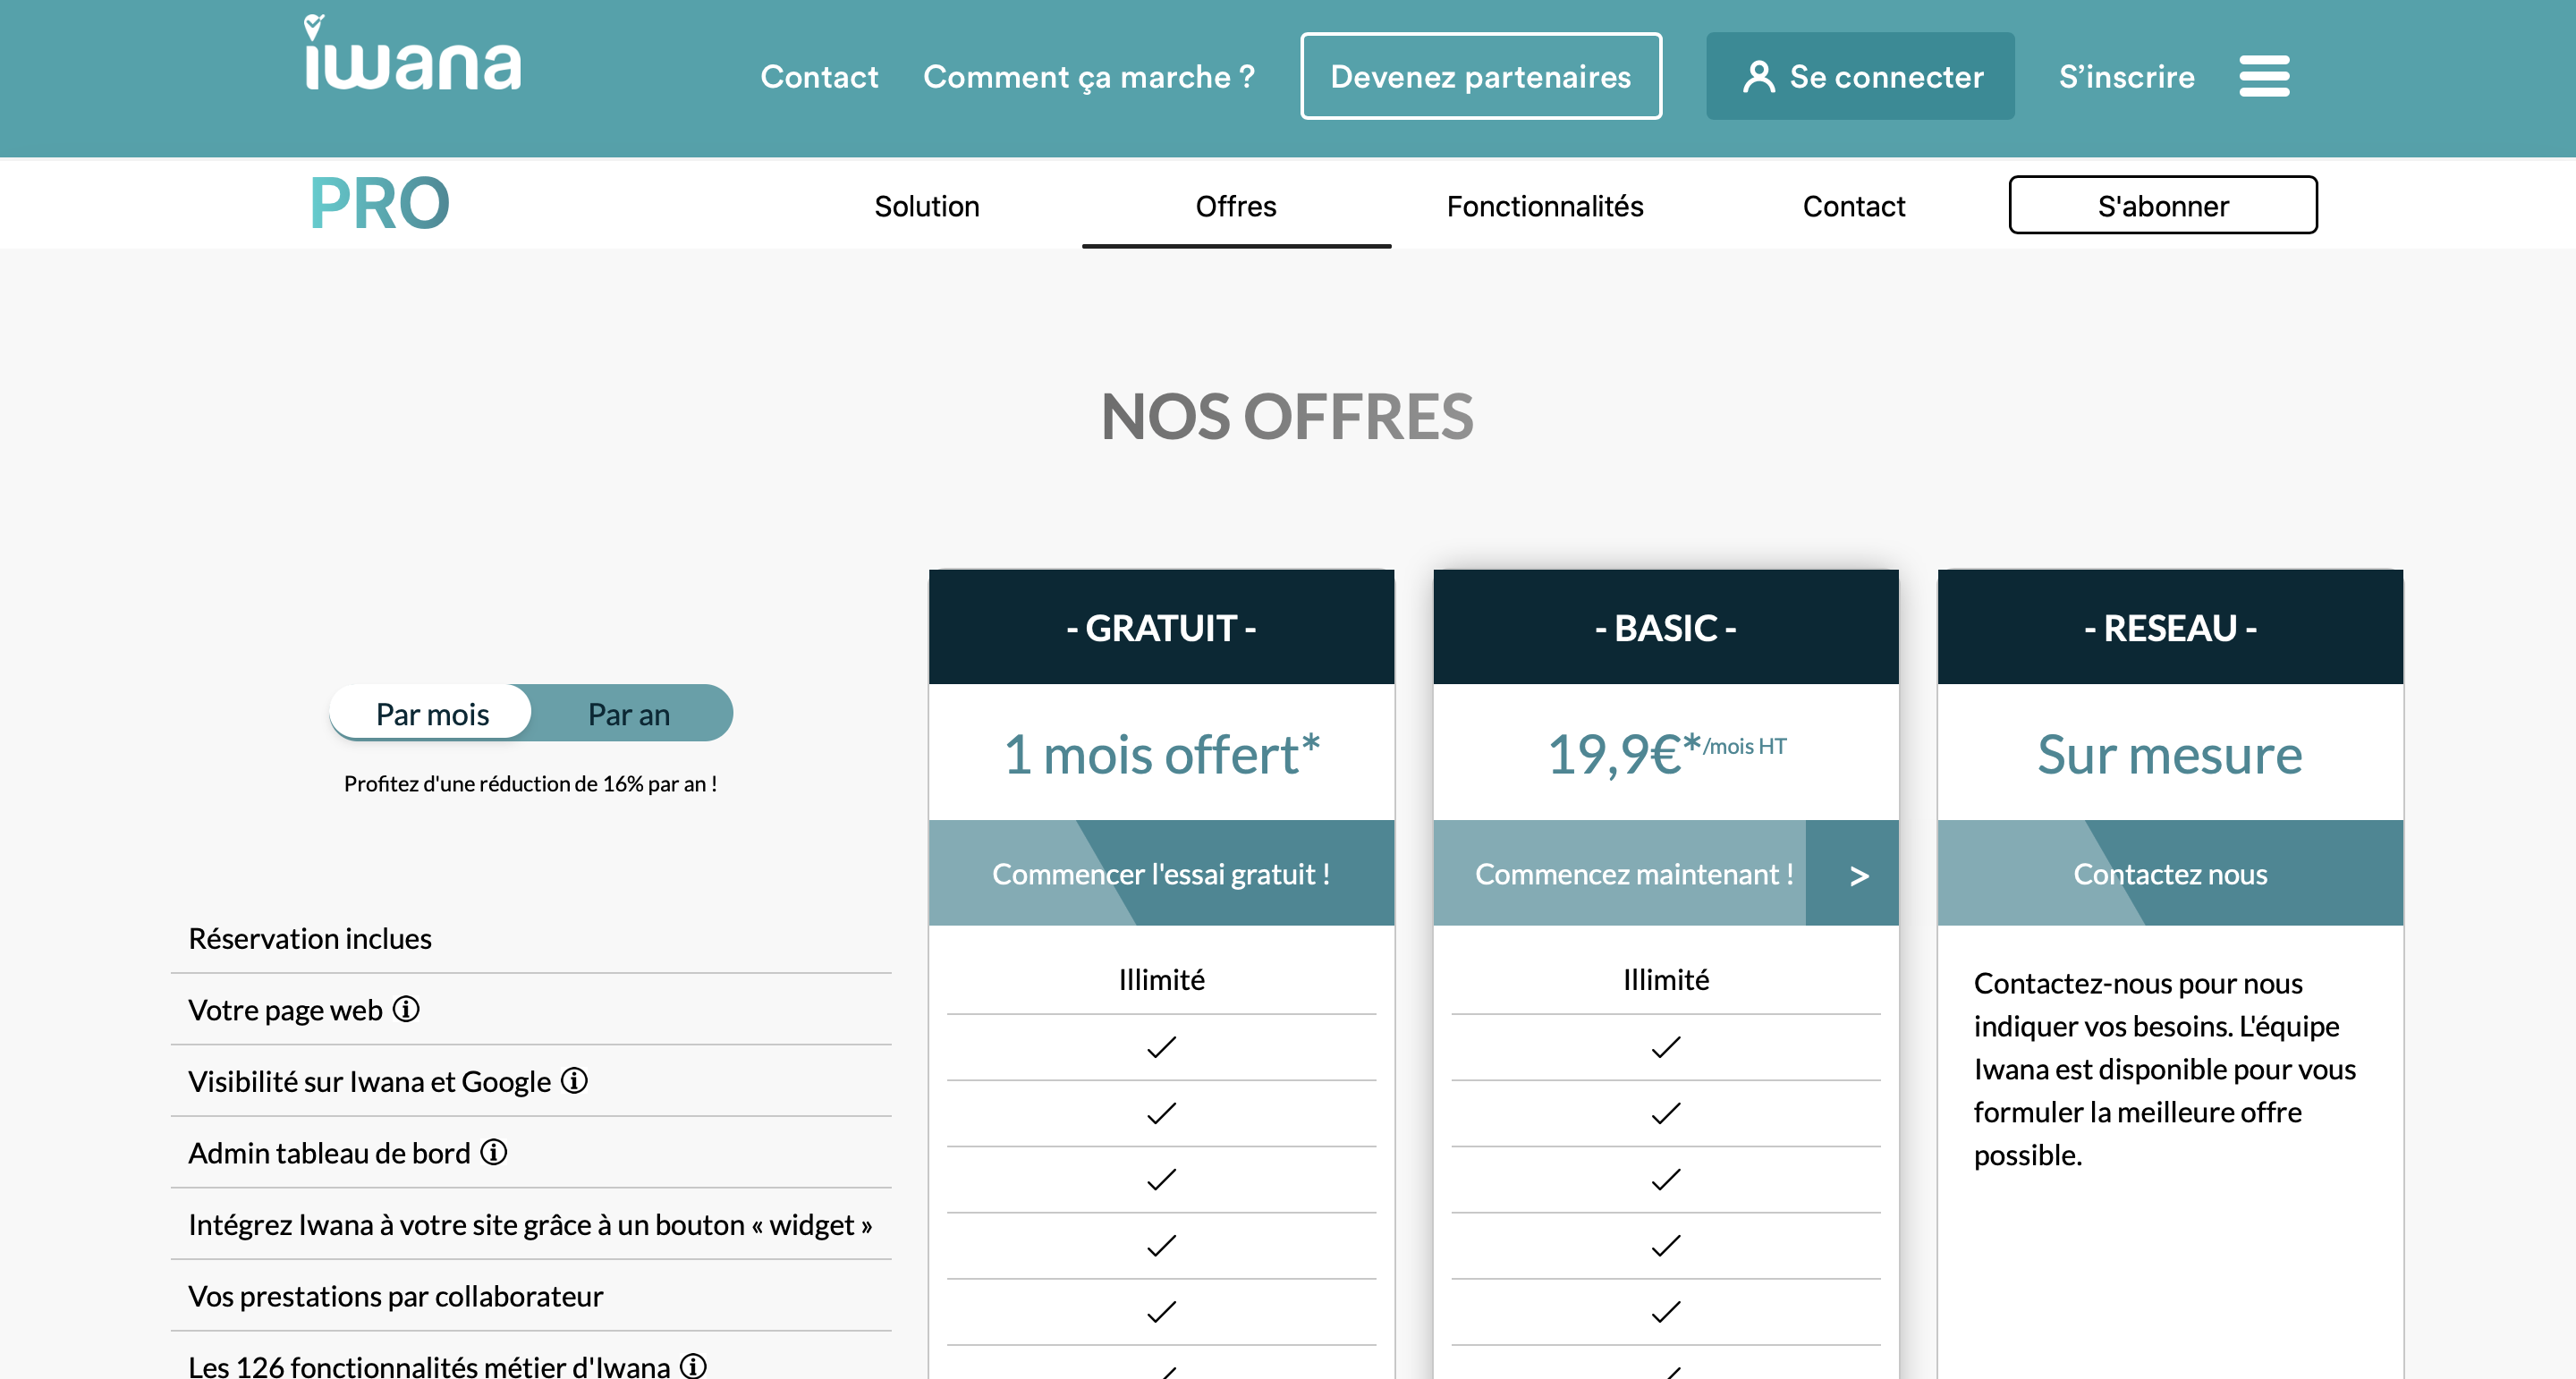 iwana
Contact
Comment ça marche ?
Devenez partenaires
Se connecter
S'inscrire
PRO
Solution
Offres
Fonctionnalités
Contact
S'abonner
NOS OFFRES
Par mois
Par an
Profitez d'une réduction de 16% par an !
Réservation inclues
Votre page web
Visibilité sur Iwana et Google
Admin tableau de bord
Intégrez Iwana à votre site grâce à un bouton « widget »
Vos prestations par collaborateur
Les 126 fonctionnalités métier d'Iwana
- GRATUIT -
1 mois offert*
Commencer l'essai gratuit !
Illimité
- BASIC -
19,9€*/mois HT
Commencez maintenant !
>
Illimité
- RESEAU -
Sur mesure
Contactez nous
Contactez-nous pour nous
indiquer vos besoins. L'équipe
Iwana est disponible pour vous
formuler la meilleure offre
possible.